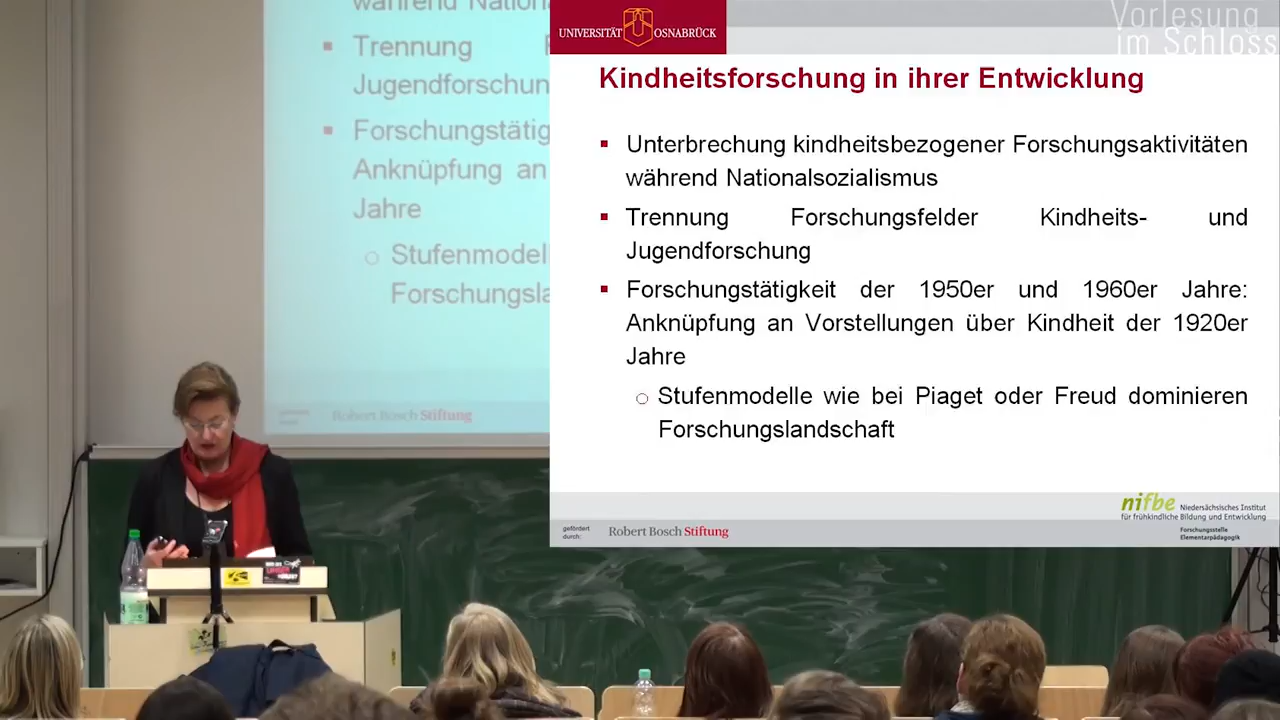 während Nation
Trennung
Jugendforschun
Forschungstätig
Anknüpfung an
Jahre
Stufenmodelle
Forschungsla
Robert Bosch Stiftung
UNIVERSITÄT OSNABRÜCK
Vorlesung
im Schloss
Kindheitsforschung in ihrer Entwicklung
Unterbrechung kindheitsbezogener Forschungsaktivitäten
während Nationalsozialismus
Trennung Forschungsfelder Kindheits- und
Jugendforschung
Forschungstätigkeit der 1950er und 1960er Jahre:
Anknüpfung an Vorstellungen über Kindheit der 1920er
Jahre
Stufenmodelle wie bei Piaget oder Freud dominieren
Forschungslandschaft
nifbe Niedersächsisches Institut
für frühkindliche Bildung und Entwicklung
Forschungsstelle
Elementarpädagogik
gefördert
durch:
Robert Bosch Stiftung